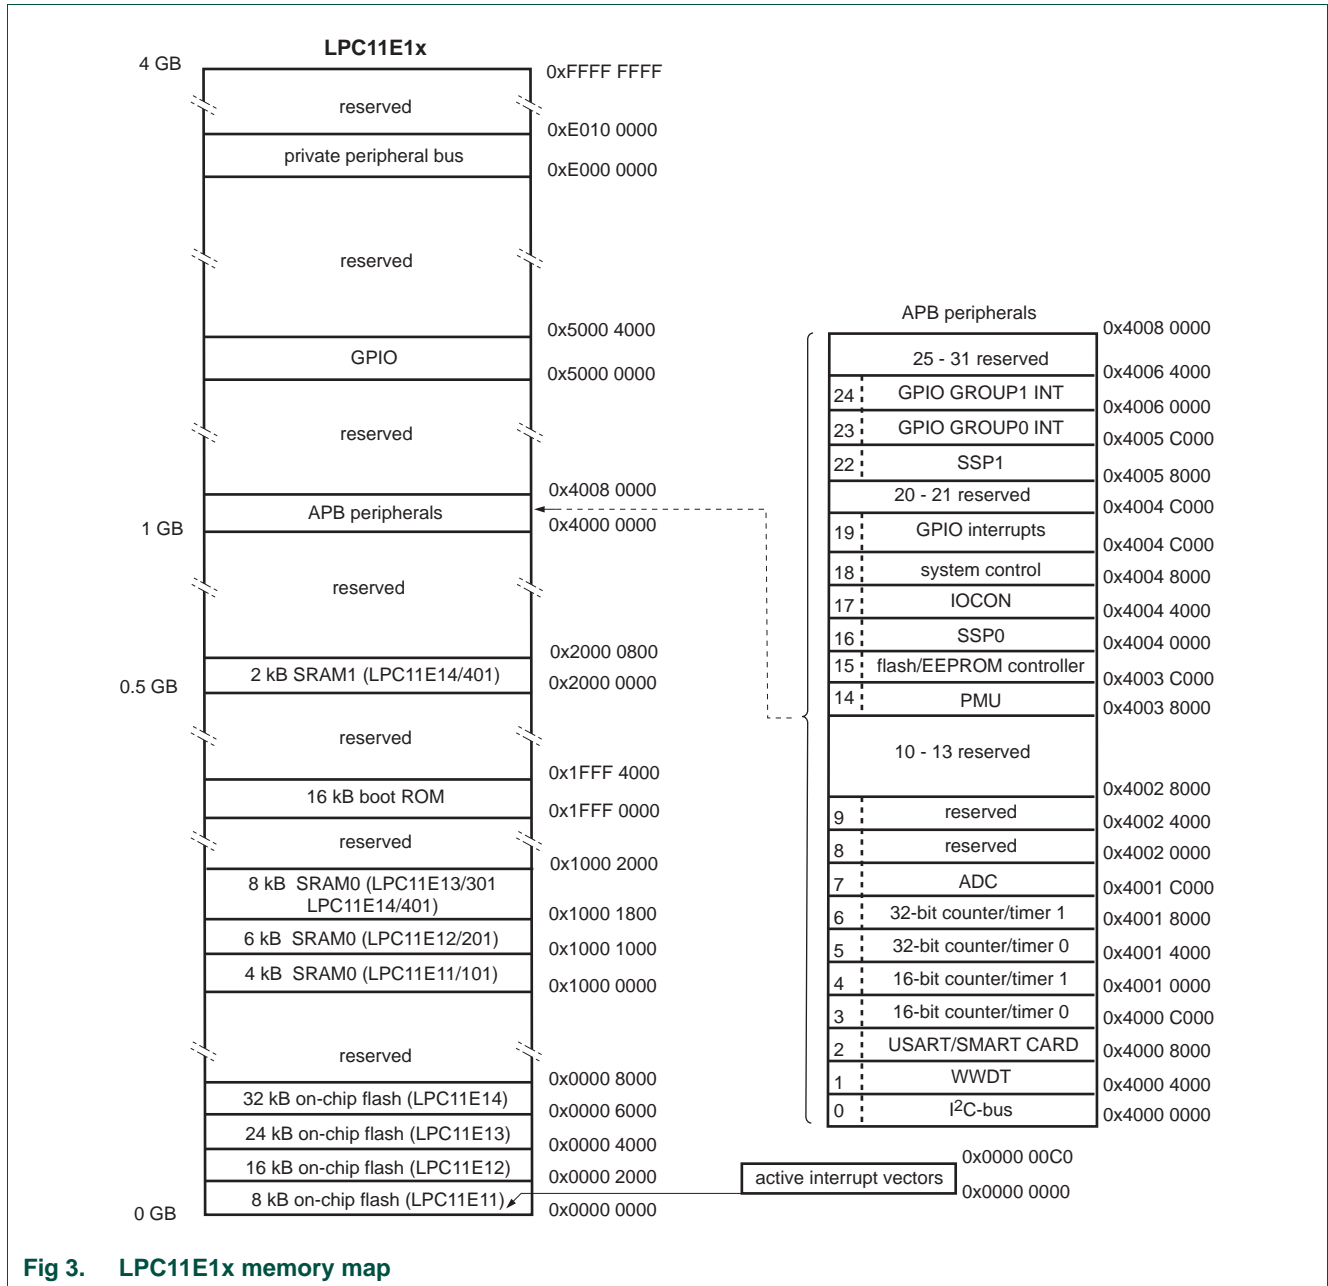 LPC11E1x
4 GB
0xFFFF FFFF
reserved
0xE010 0000
private peripheral bus
0xE000 0000
reserved
0x5000 4000
GPIO
0x5000 0000
reserved
0x4008 0000
APB peripherals
0x4000 0000
1 GB
reserved
0x2000 0800
2 kB SRAM1 (LPC11E14/401)
0x2000 0000
0.5 GB
reserved
0x1FFF 4000
16 kB boot ROM
0x1FFF 0000
reserved
0x1000 2000
8 kB SRAM0 (LPC11E13/301
LPC11E14/401)
0x1000 1800
6 kB SRAM0 (LPC11E12/201)
0x1000 1000
4 kB SRAM0 (LPC11E11/101)
0x1000 0000
reserved
0x0000 8000
32 kB on-chip flash (LPC11E14)
0x0000 6000
24 kB on-chip flash (LPC11E13)
0x0000 4000
16 kB on-chip flash (LPC11E12)
0x0000 2000
8 kB on-chip flash (LPC11E11)
0x0000 0000
0 GB
APB peripherals
0x4008 0000
25 - 31 reserved
0x4006 4000
24 GPIO GROUP1 INT
0x4006 0000
23 GPIO GROUP0 INT
0x4005 C000
22 SSP1
0x4005 8000
20 - 21 reserved
0x4004 C000
19 GPIO interrupts
0x4004 C000
18 system control
0x4004 8000
17 IOCON
0x4004 4000
16 SSP0
0x4004 0000
15 flash/EEPROM controller
0x4003 C000
14 PMU
0x4003 8000
10 - 13 reserved
0x4002 8000
9 reserved
0x4002 4000
8 reserved
0x4002 0000
7 ADC
0x4001 C000
6 32-bit counter/timer 1
0x4001 8000
5 32-bit counter/timer 0
0x4001 4000
4 16-bit counter/timer 1
0x4001 0000
3 16-bit counter/timer 0
0x4000 C000
2 USART/SMART CARD
0x4000 8000
1 WWDT
0x4000 4000
0 I2C-bus
0x4000 0000
0x0000 00C0
active interrupt vectors
0x0000 0000
Fig 3. LPC11E1x memory map